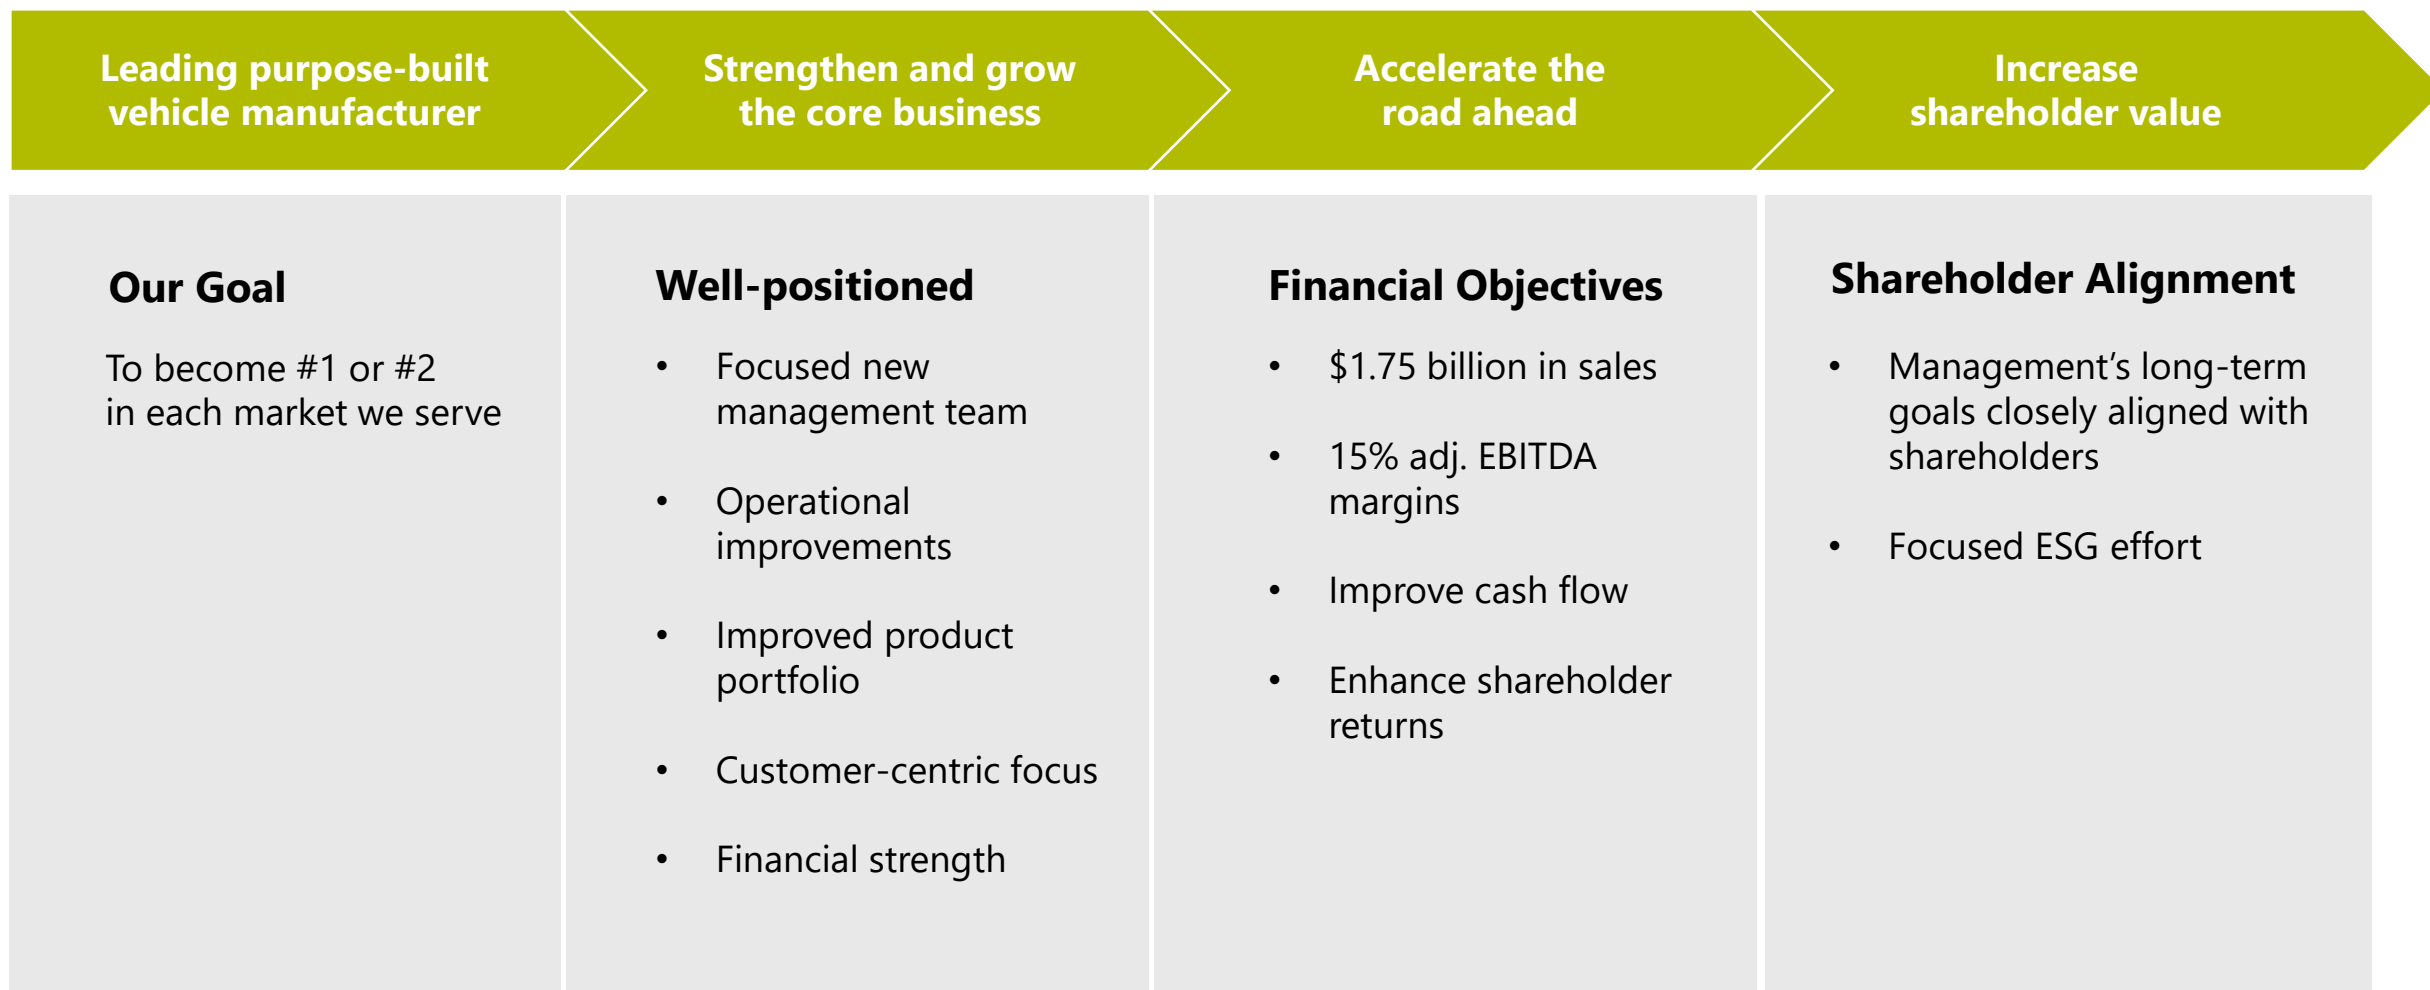 Leading purpose-built
vehicle manufacturer
Strengthen and grow
the core business
Accelerate the
road ahead
Increase
shareholder value
Our Goal
To become #1 or #2
in each market we serve
Well-positioned
• Focused new
management team
• Operational
improvements
• Improved product
portfolio
• Customer-centric focus
• Financial strength
Financial Objectives
• $1.75 billion in sales
• 15% adj. EBITDA
margins
• Improve cash flow
• Enhance shareholder
returns
Shareholder Alignment
• Management’s long-term
goals closely aligned with
shareholders
• Focused ESG effort